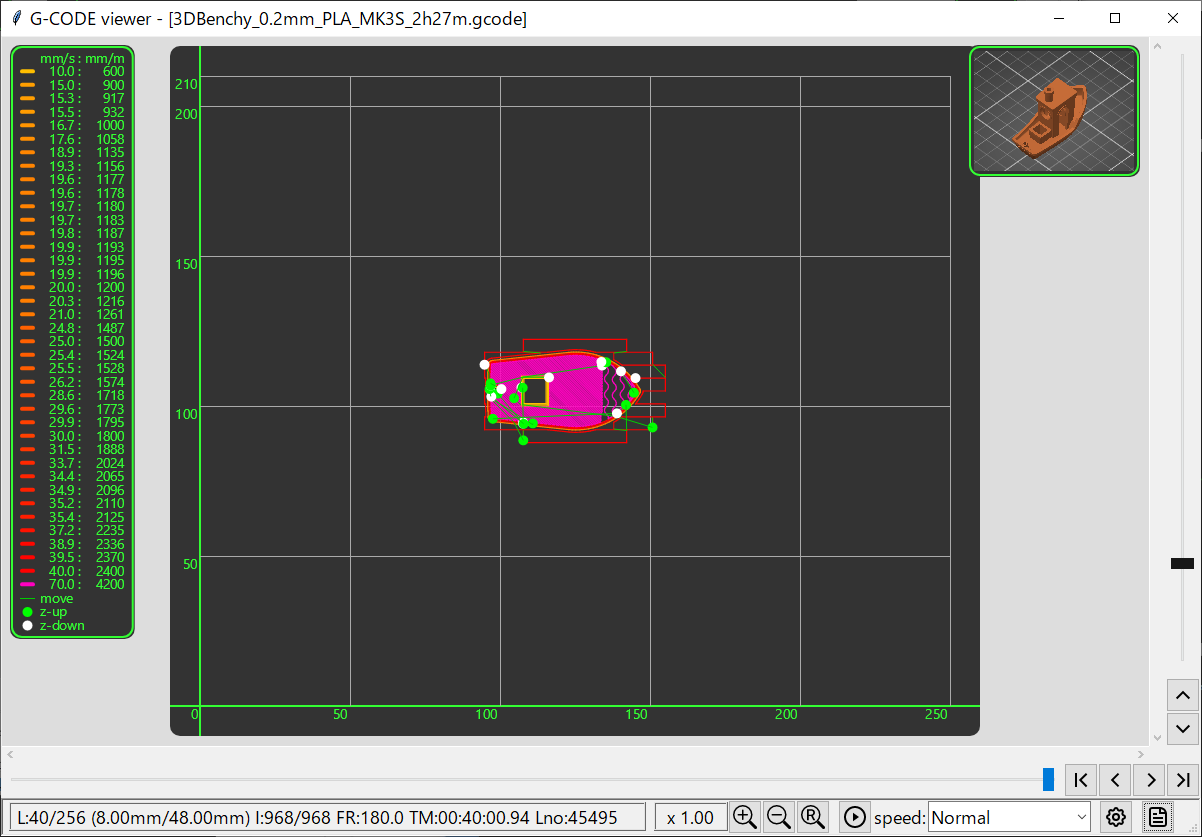 G-CODE viewer - [3DBenchy_0.2mm_PLA_MK3S_2h27m.gcode]
mm/s : mm/m
10.0 : 600
15.0 : 900
15.3 : 917
15.5 : 932
16.7 : 1000
17.6 : 1058
18.9 : 1135
19.3 : 1156
19.6 : 1177
19.6 : 1178
19.7 : 1180
19.7 : 1183
19.8 : 1187
19.9 : 1193
19.9 : 1195
19.9 : 1196
20.0 : 1200
20.3 : 1216
21.0 : 1261
24.8 : 1487
25.0 : 1500
25.4 : 1524
25.5 : 1528
26.2 : 1574
28.6 : 1718
29.6 : 1773
29.9 : 1795
30.0 : 1800
31.5 : 1888
33.7 : 2024
34.4 : 2065
34.9 : 2096
35.2 : 2110
35.4 : 2125
37.2 : 2235
38.9 : 2336
39.5 : 2370
40.0 : 2400
70.0 : 4200
move
z-up
z-down
210
200
150
100
50
0 50 100 150 200 250
L:40/256 (8.00mm/48.00mm) I:968/968 FR:180.0 TM:00:40:00.94 Lno:45495
x 1.00
R
speed: Normal